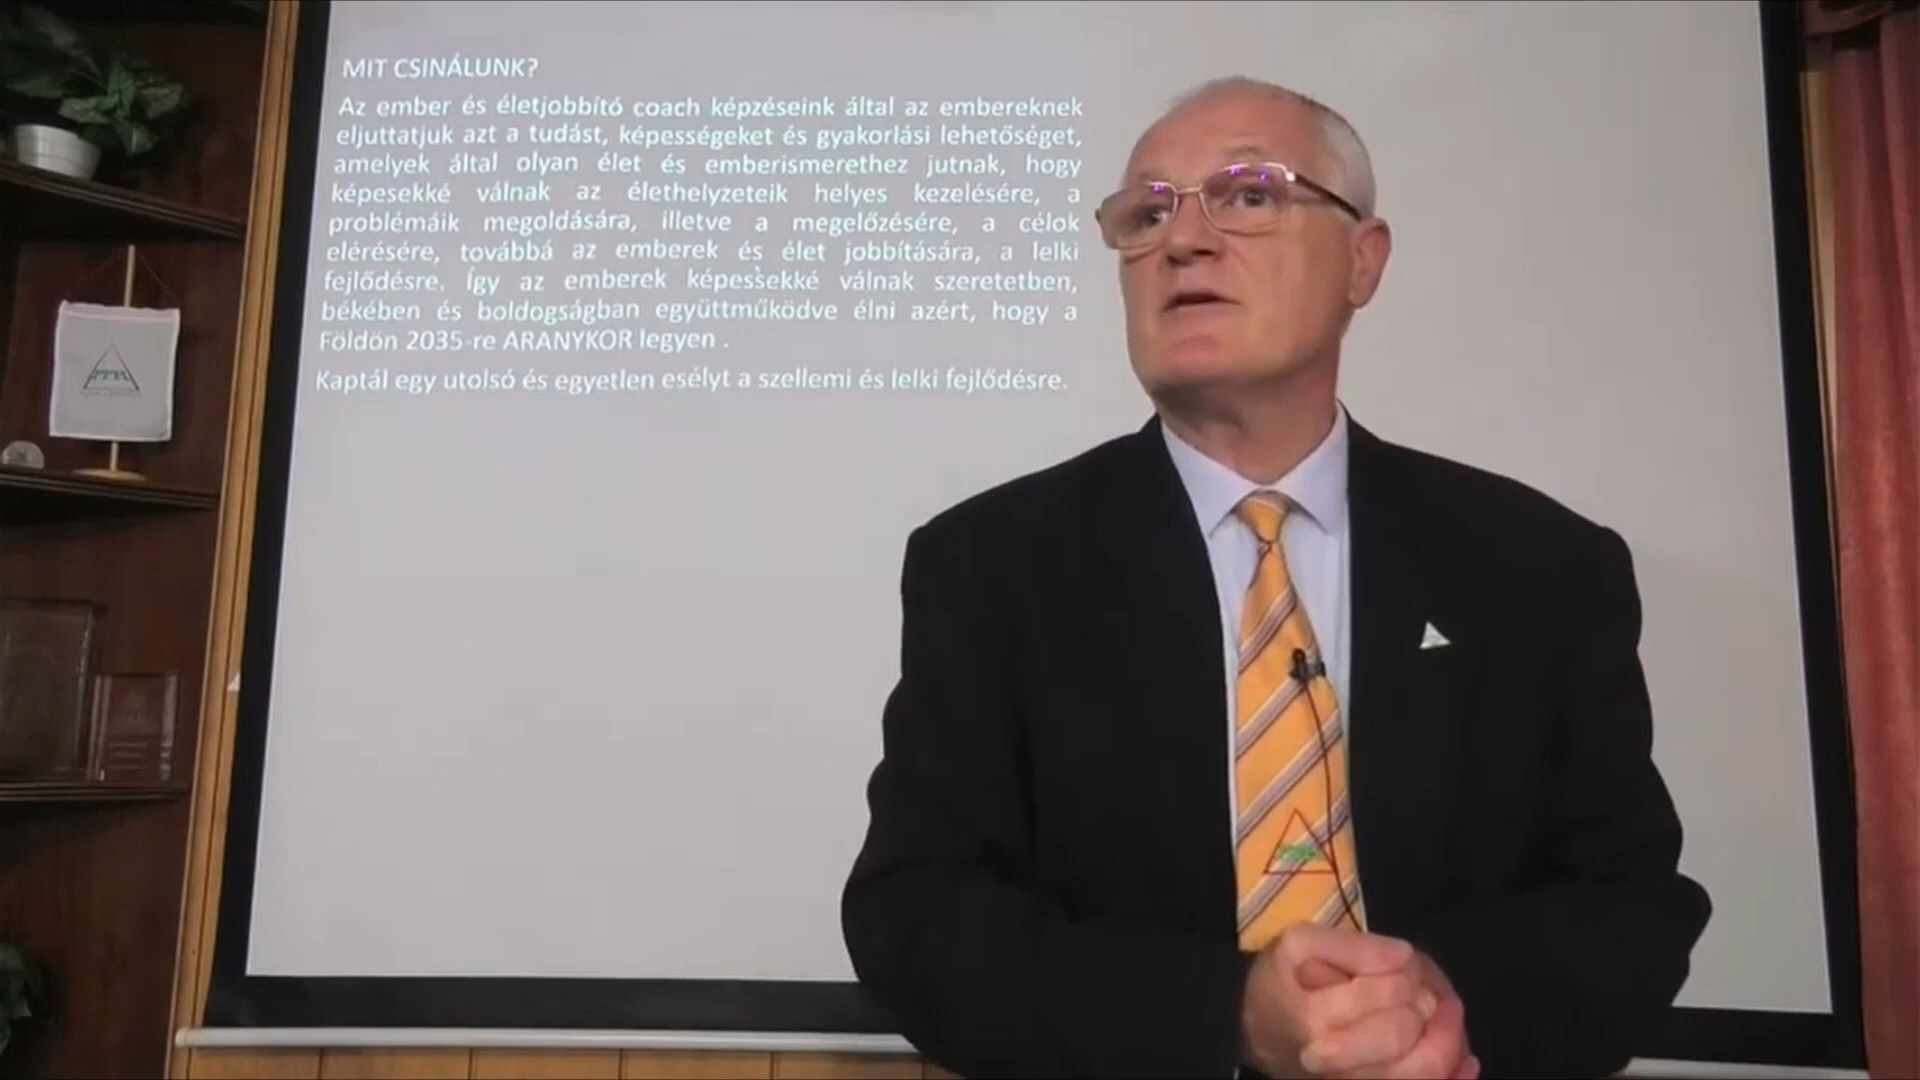 MIT CSINÁLUNK?
Az ember és életjobbító coach képzéseink által az embereknek
eljuttatjuk azt a tudást, képességeket és gyakorlási lehetőséget,
amelyek által olyan élet és emberismerethez jutnak, hogy
képesekké válnak az élethelyzeteik helyes kezelésére, a
problémáik megoldására, illetve a megelőzésére, a célok
elérésére, továbbá az emberek és élet jobbítására, a lelki
fejlődésre. Így az emberek képessekké válnak szeretetben,
békében és boldogságban együttműködve élni azért, hogy a
Földön 2035-re ARANYKOR legyen .
Kaptál egy utolsó és egyetlen esélyt a szellemi és lelki fejlődésre.